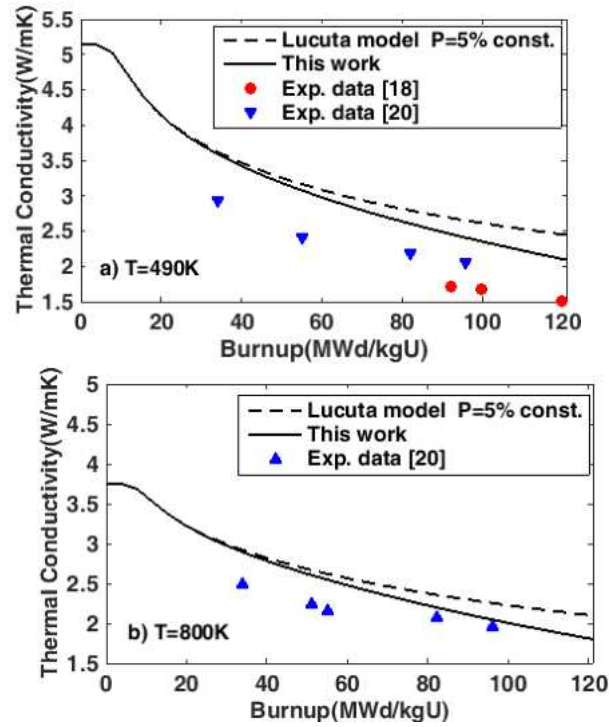 a)
5.5
5
4.5
4
3.5
3
2.5
2
1.5
Thermal Conductivity(W/mK)
Lucuta model P=5% const.
This work
Exp. data [18]
Exp. data [20]
a) T=490K
0 20 40 60 80 100 120
Burnup(MWd/kgU)
5
4.5
4
3.5
3
2.5
2
1.5
Thermal Conductivity(W/mK)
Lucuta model P=5% const.
This work
Exp. data [20]
b) T=800K
0 20 40 60 80 100 120
Burnup(MWd/kgU)